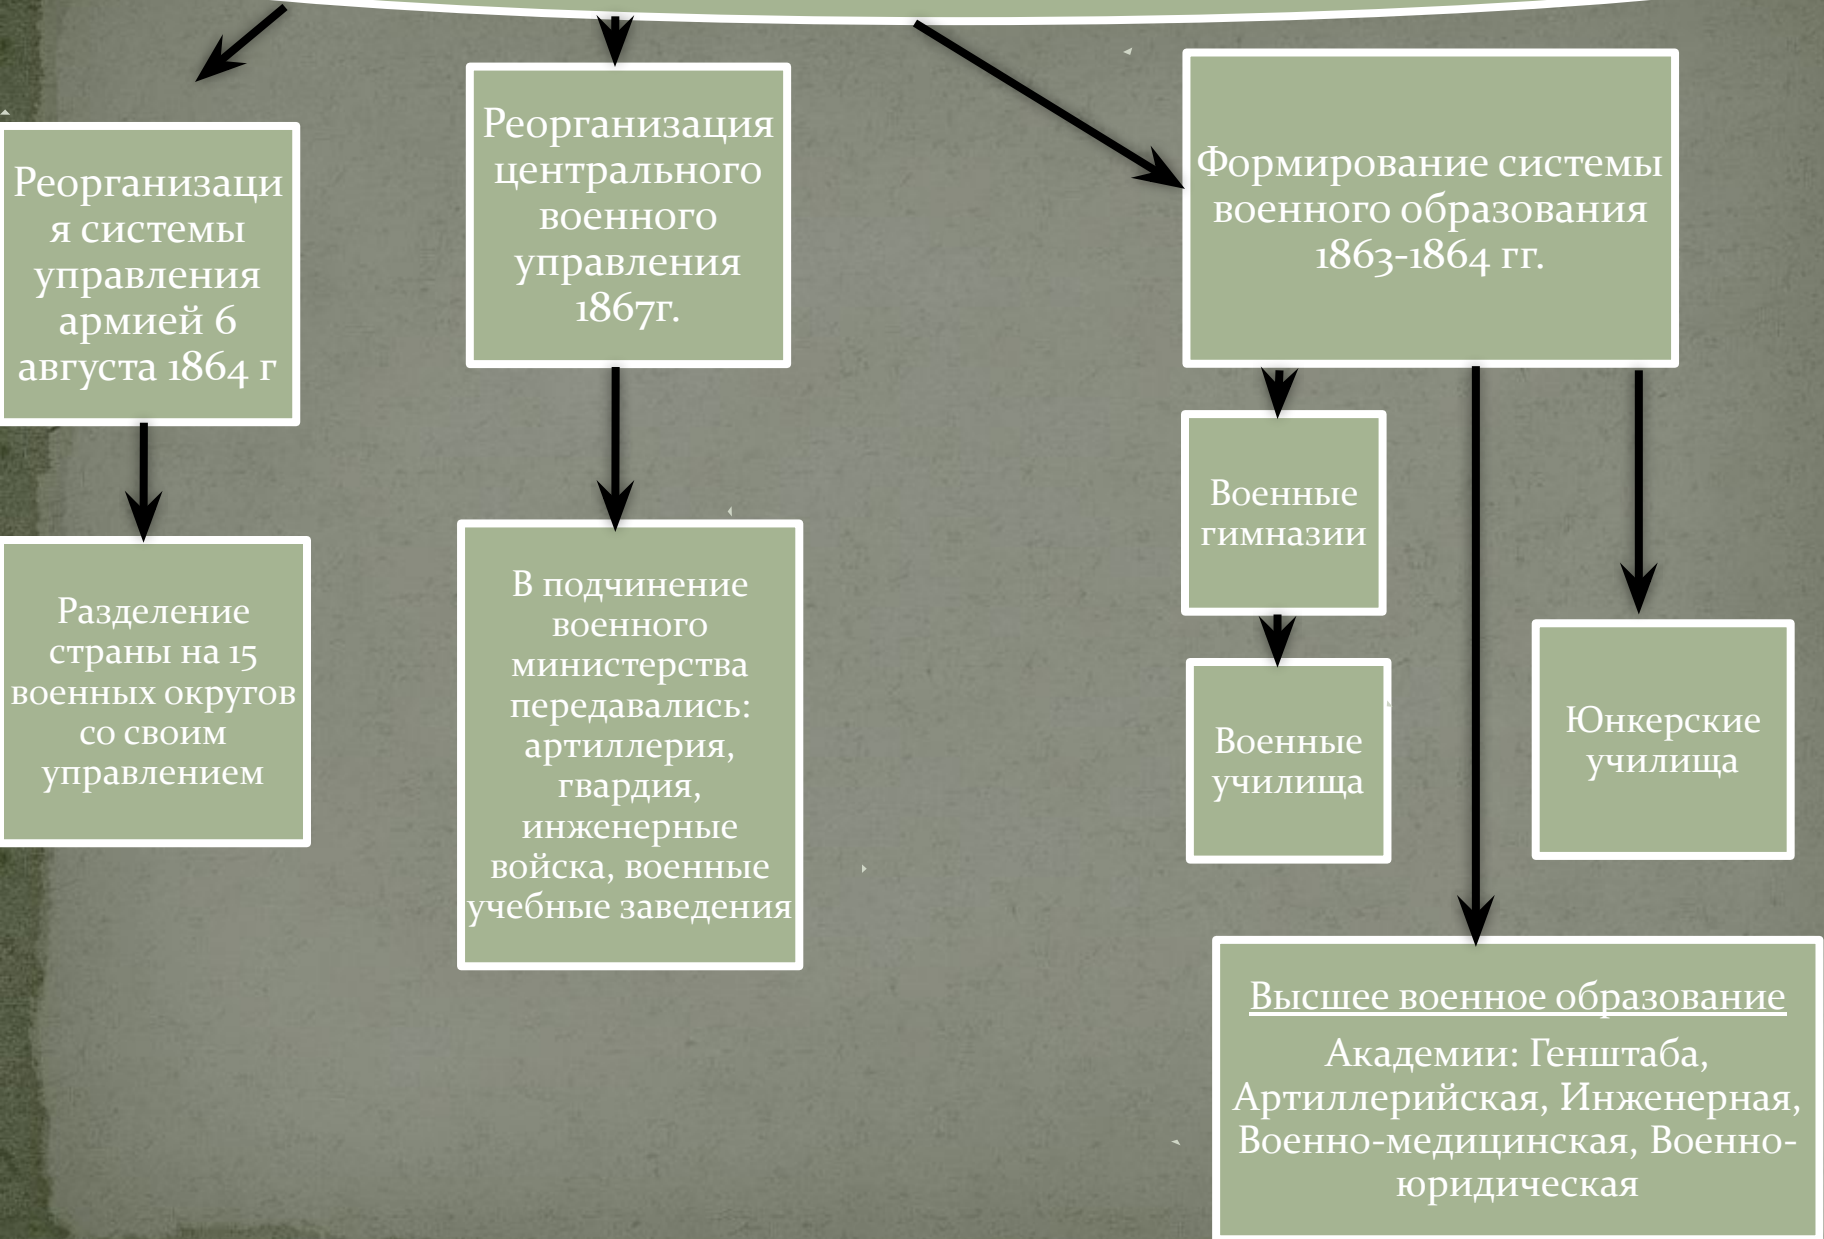 Реорганизаци
я системы
управления
армией 6
августа 1864 г
Реорганизация
центрального
военного
управления
1867г.
Формирование системы
военного образования
1863-1864 гг.
Военные
гимназии
Разделение
страны на 15
военных округов
со своим
управлением
В подчинение
военного
министерства
передавались:
артиллерия,
гвардия,
инженерные
войска, военные
учебные заведения
Военные
училища
Юнкерские
училища
Высшее военное образование
Академии: Генштаба,
Артиллерийская, Инженерная,
Военно-медицинская, Военно-
юридическая